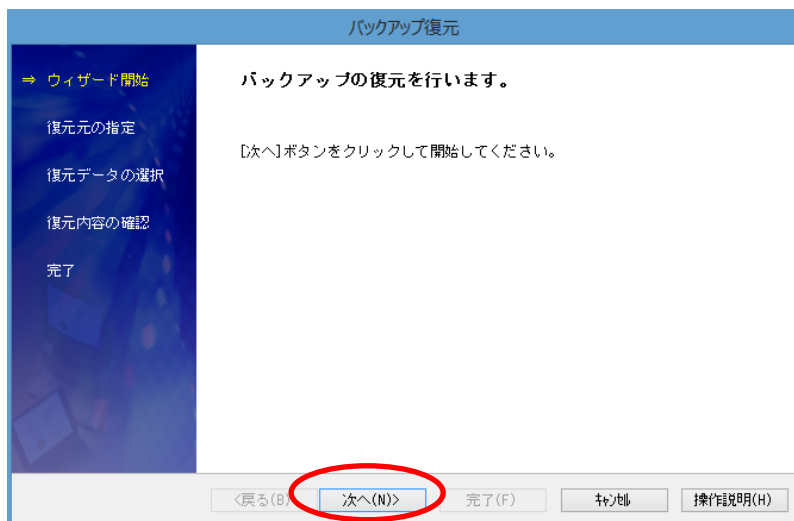 バックアップ復元
⇒ ウィザード開始
復元元の指定
復元データの選択
復元内容の確認
完了
バックアップの復元を行います。
[次へ]ボタンをクリックして開始してください。
<戻る(B) 次へ(N)> 完了(F) ｷｬﾝｾﾙ 操作説明(H)